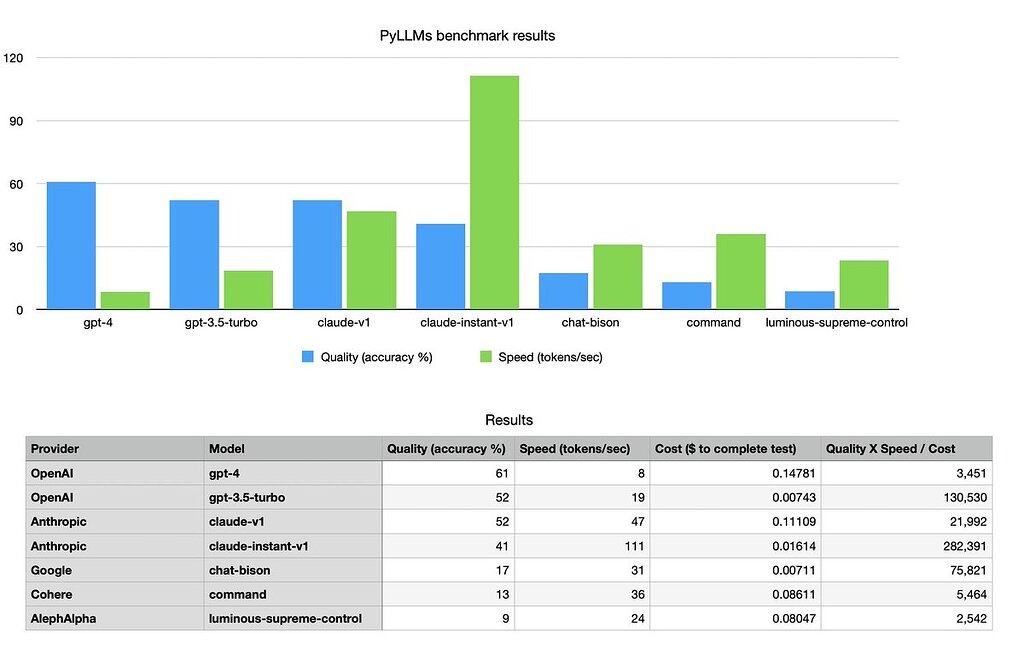 PyLLMs benchmark results
120
90
60
30
0
gpt-4 gpt-3.5-turbo claude-v1 claude-instant-v1 chat-bison command luminous-supreme-control
Quality (accuracy %) Speed (tokens/sec)
Results
Provider Model Quality (accuracy %) Speed (tokens/sec) Cost ($ to complete test) Quality X Speed / Cost
OpenAI gpt-4 61 8 0.14781 3,451
OpenAI gpt-3.5-turbo 52 19 0.00743 130,530
Anthropic claude-v1 52 47 0.11109 21,992
Anthropic claude-instant-v1 41 111 0.01614 282,391
Google chat-bison 17 31 0.00711 75,821
Cohere command 13 36 0.08611 5,464
AlephAlpha luminous-supreme-control 9 24 0.08047 2,542